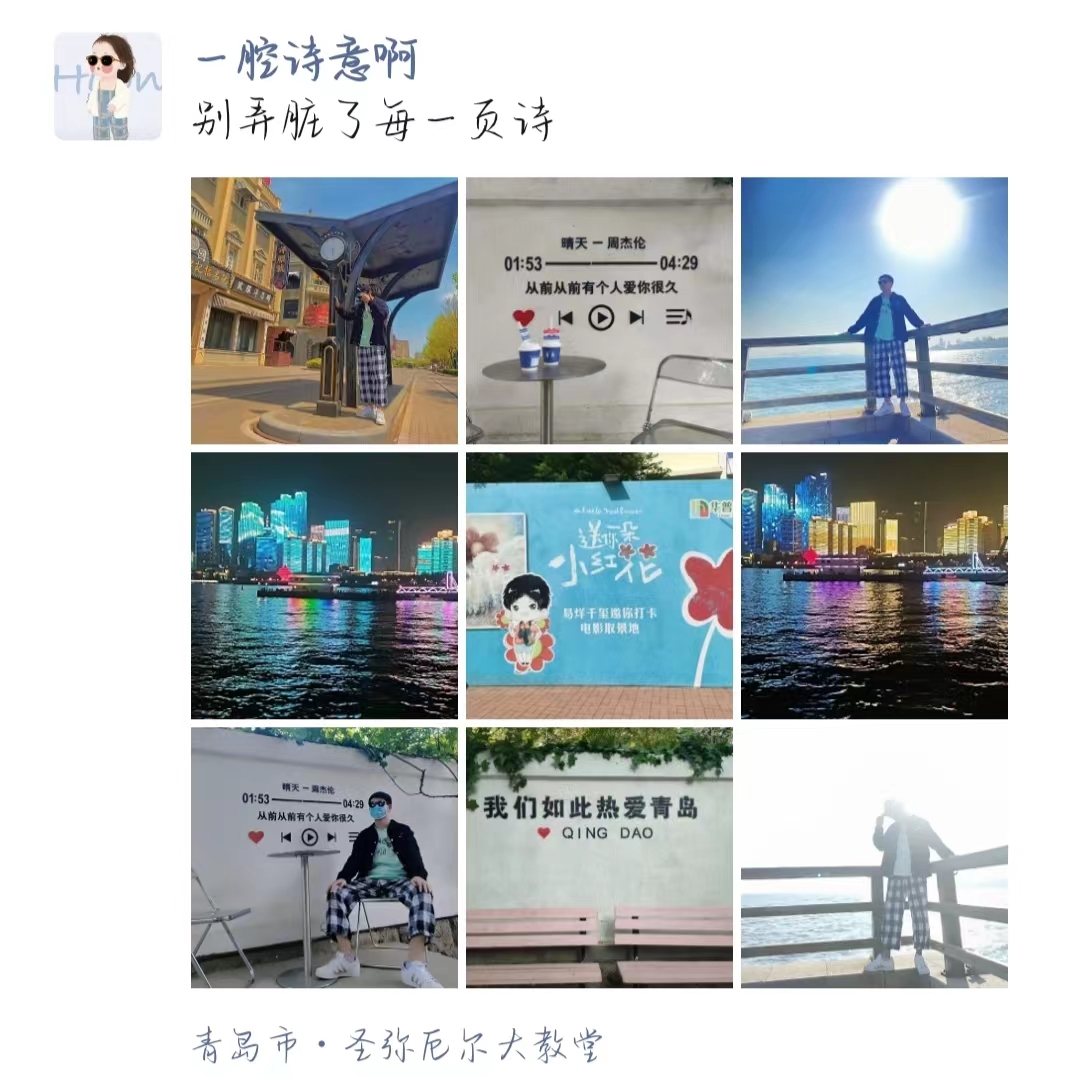 一腔诗意啊
别弄脏了每一页诗
晴天 — 周杰伦
01:53 04:29
从前从前有个人爱你很久
送你一朵
小红花
易烊千玺邀你打卡
电影取景地
华普
晴天 — 周杰伦
01:53 04:29
从前从前有个人爱你很久
我们如此热爱青岛
QING DAO
青岛市·圣弥厄尔大教堂